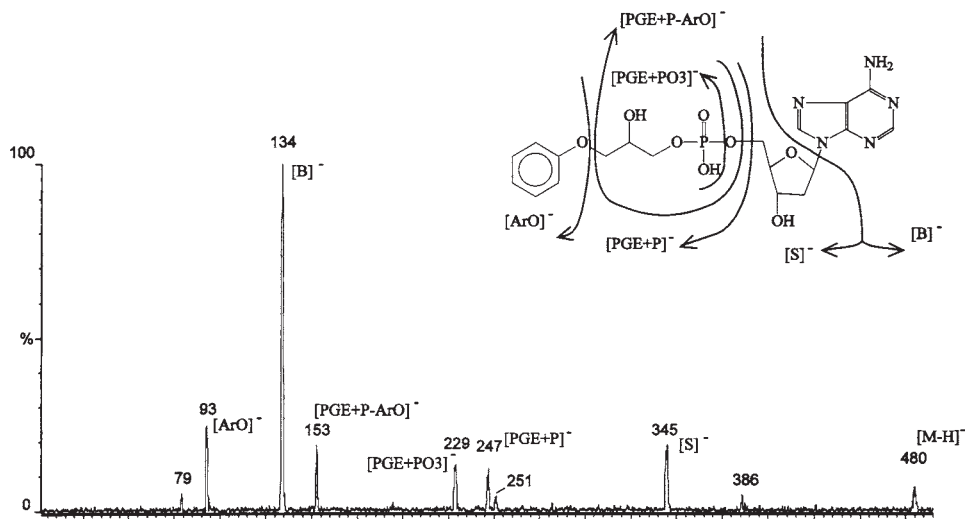 [PGE+P-ArO]⁻
[PGE+PO3]⁻
NH₂
N
N
N
N
OH
O
O
O
P
O
OH
O
OH
[ArO]⁻
[PGE+P]⁻
[S]⁻
[B]⁻
100
%
0
134
[B]⁻
93
[ArO]⁻
79
[PGE+P-ArO]⁻
153
[PGE+PO3]⁻
229
247
[PGE+P]⁻
251
345
[S]⁻
386
[M-H]⁻
480